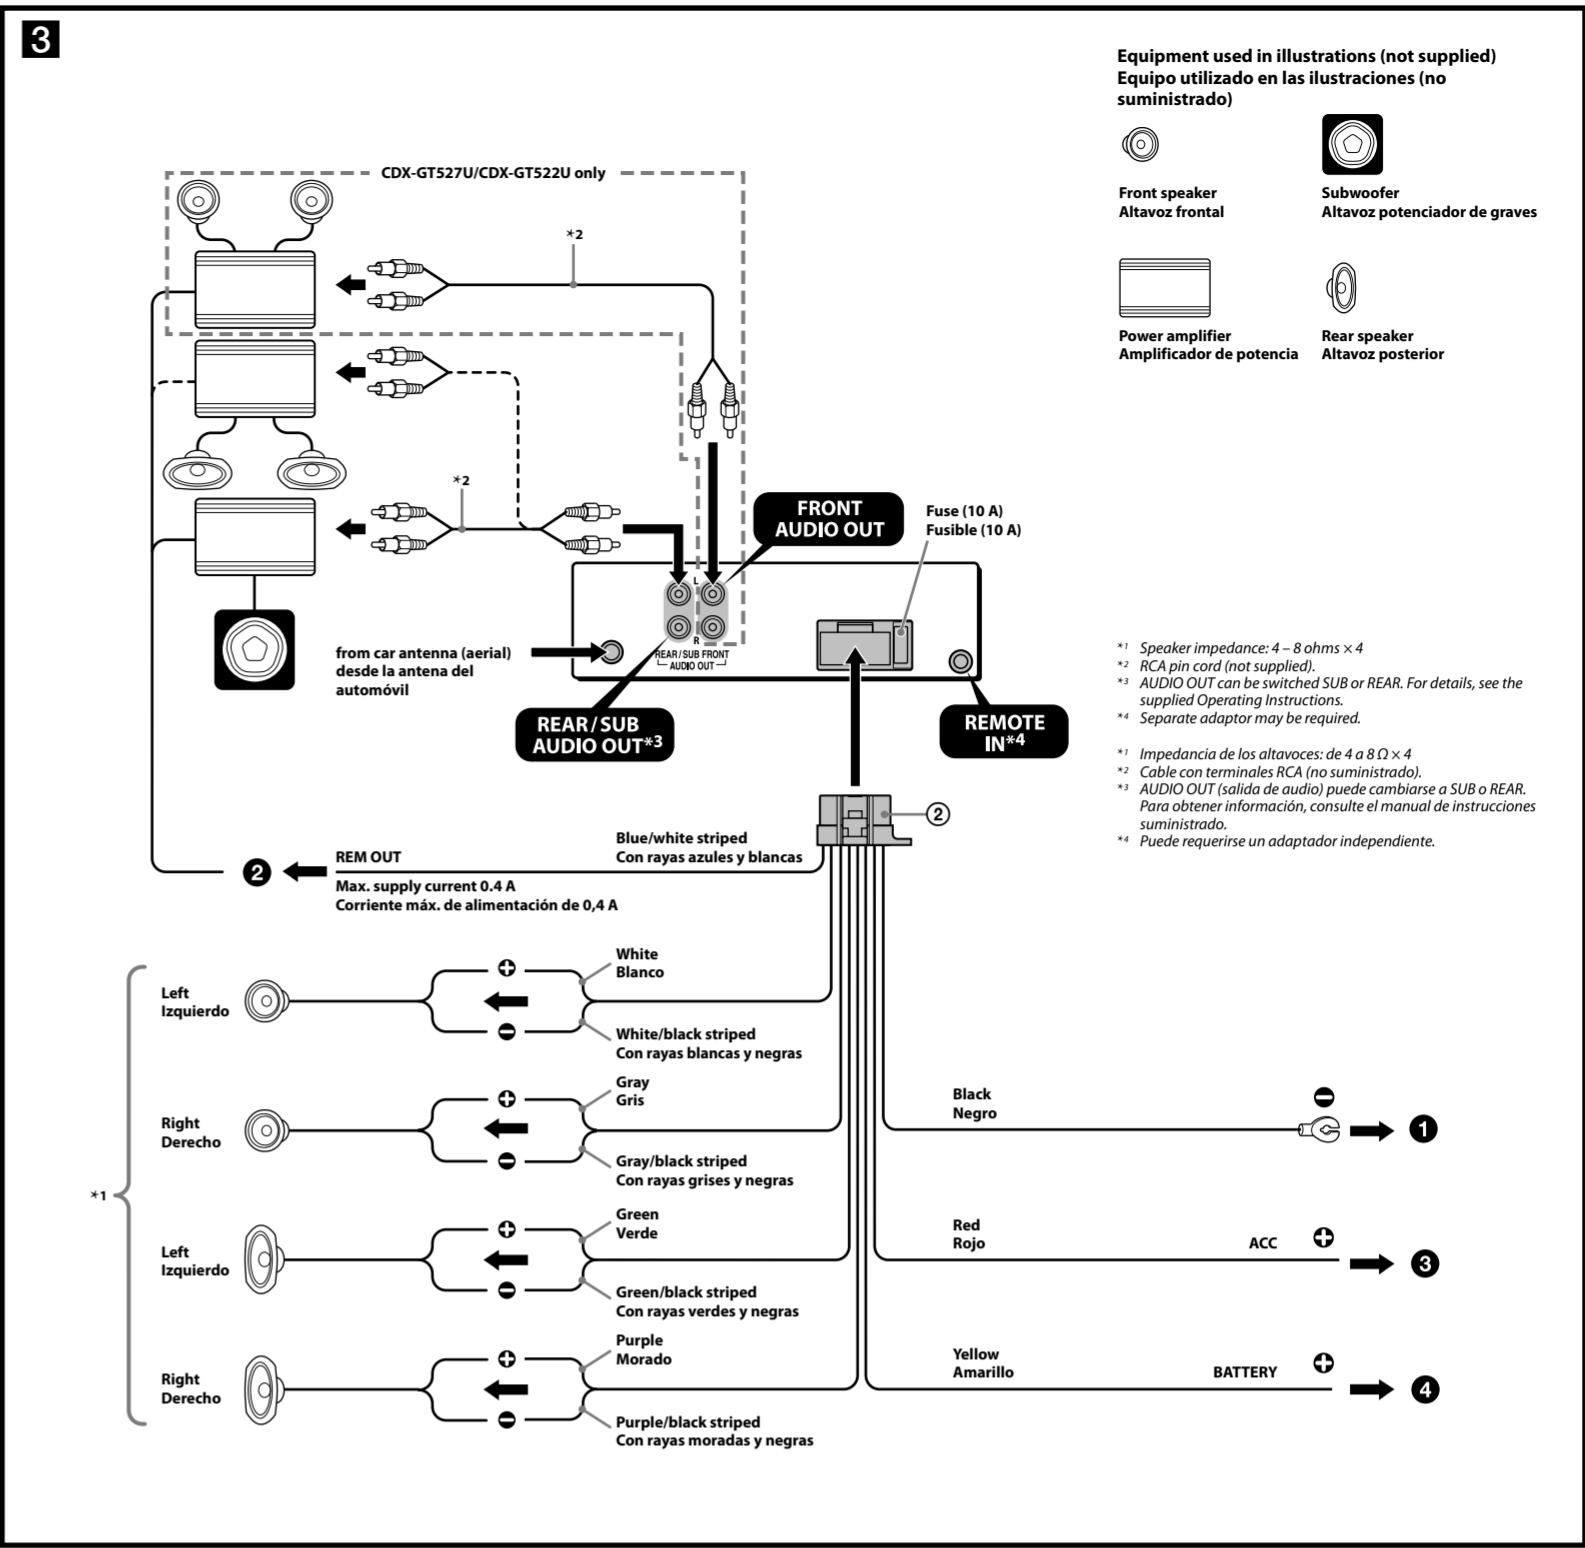 3
Equipment used in illustrations (not supplied)
Equipo utilizado en las ilustraciones (no
suministrado)
Front speaker
Altavoz frontal
Subwoofer
Altavoz potenciador de graves
Power amplifier
Amplificador de potencia
Rear speaker
Altavoz posterior
CDX-GT527U/CDX-GT522U only
*2
*2
FRONT
AUDIO OUT
Fuse (10 A)
Fusible (10 A)
L
R
REAR/SUB FRONT
AUDIO OUT
from car antenna (aerial)
desde la antena del
automóvil
REAR/SUB
AUDIO OUT*3
REMOTE
IN*4
*1 Speaker impedance: 4 – 8 ohms × 4
*2 RCA pin cord (not supplied).
*3 AUDIO OUT can be switched SUB or REAR. For details, see the
supplied Operating Instructions.
*4 Separate adaptor may be required.
*1 Impedancia de los altavoces: de 4 a 8 Ω × 4
*2 Cable con terminales RCA (no suministrado).
*3 AUDIO OUT (salida de audio) puede cambiarse a SUB o REAR.
Para obtener información, consulte el manual de instrucciones
suministrado.
*4 Puede requerirse un adaptador independiente.
②
Blue/white striped
Con rayas azules y blancas
❷
REM OUT
Max. supply current 0.4 A
Corriente máx. de alimentación de 0,4 A
*1
Left
Izquierdo
+
−
White
Blanco
White/black striped
Con rayas blancas y negras
Right
Derecho
+
−
Gray
Gris
Gray/black striped
Con rayas grises y negras
Left
Izquierdo
+
−
Green
Verde
Green/black striped
Con rayas verdes y negras
Right
Derecho
+
−
Purple
Morado
Purple/black striped
Con rayas moradas y negras
Black
Negro
−
❶
Red
Rojo
ACC
+
❸
Yellow
Amarillo
BATTERY
+
❹